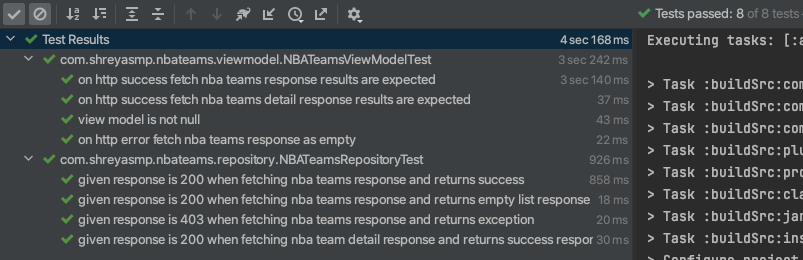 Tests passed: 8 of 8 tests
Test Results 4 sec 168 ms
com.shreyasmp.nbateams.viewmodel.NBATeamsViewModelTest 3 sec 242 ms
on http success fetch nba teams response results are expected 3 sec 140 ms
on http success fetch nba teams detail response results are expected 37 ms
view model is not null 43 ms
on http error fetch nba teams response as empty 22 ms
com.shreyasmp.nbateams.repository.NBATeamsRepositoryTest 926 ms
given response is 200 when fetching nba teams response and returns success 858 ms
given response is 200 when fetching nba teams response and returns empty list response 18 ms
given response is 403 when fetching nba teams response and returns exception 20 ms
given response is 200 when fetching nba team detail response and returns success respor 30 ms
Executing tasks: [:a
> Task :buildSrc:com
> Task :buildSrc:com
> Task :buildSrc:com
> Task :buildSrc:plu
> Task :buildSrc:pro
> Task :buildSrc:cla
> Task :buildSrc:jar
> Task :buildSrc:ins
> Configure project